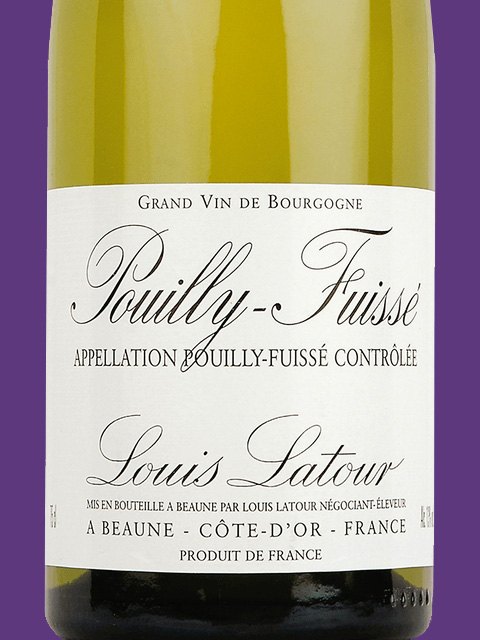 GRAND VIN DE BOURGOGNE
Pouilly-Fuissé
APPELLATION POUILLY-FUISSÉ CONTRÔLÉE
Louis Latour
MIS EN BOUTEILLE A BEAUNE PAR LOUIS LATOUR NÉGOCIANT-ÉLEVEUR
A BEAUNE - CÔTE-D'OR - FRANCE
PRODUIT DE FRANCE